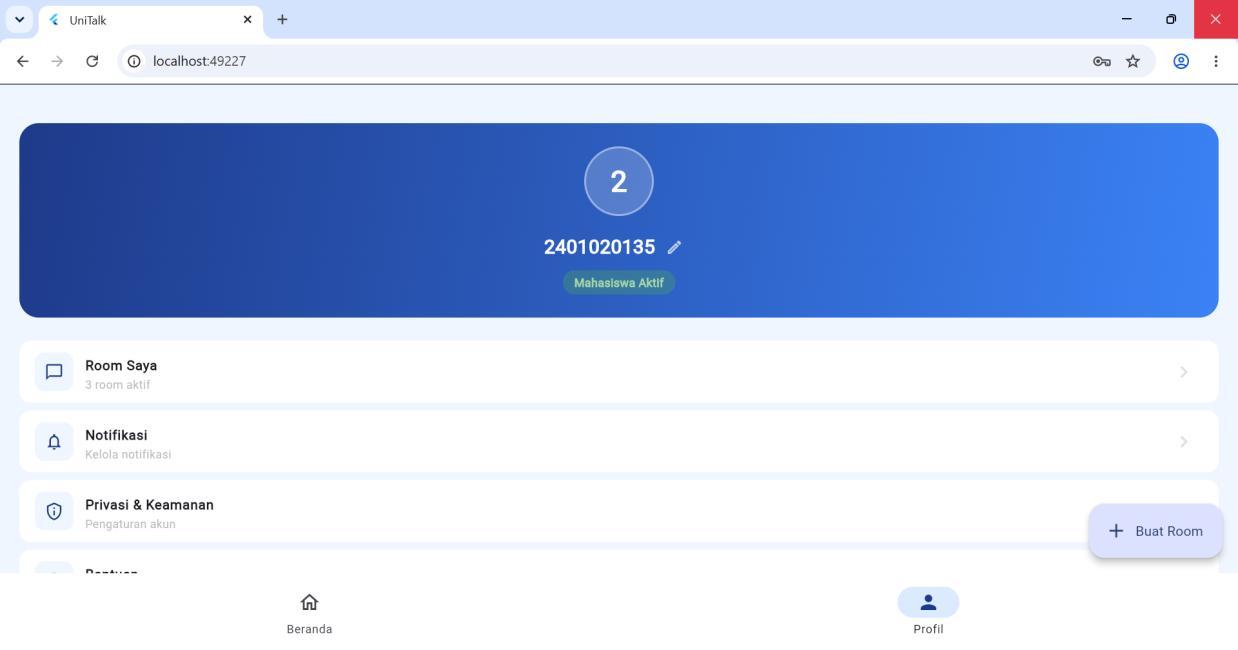 UniTalk
localhost:49227
2
2401020135
Mahasiswa Aktif
Room Saya
3 room aktif
Notifikasi
Kelola notifikasi
Privasi & Keamanan
Pengaturan akun
Buat Room
Bantuan
Beranda
Profil